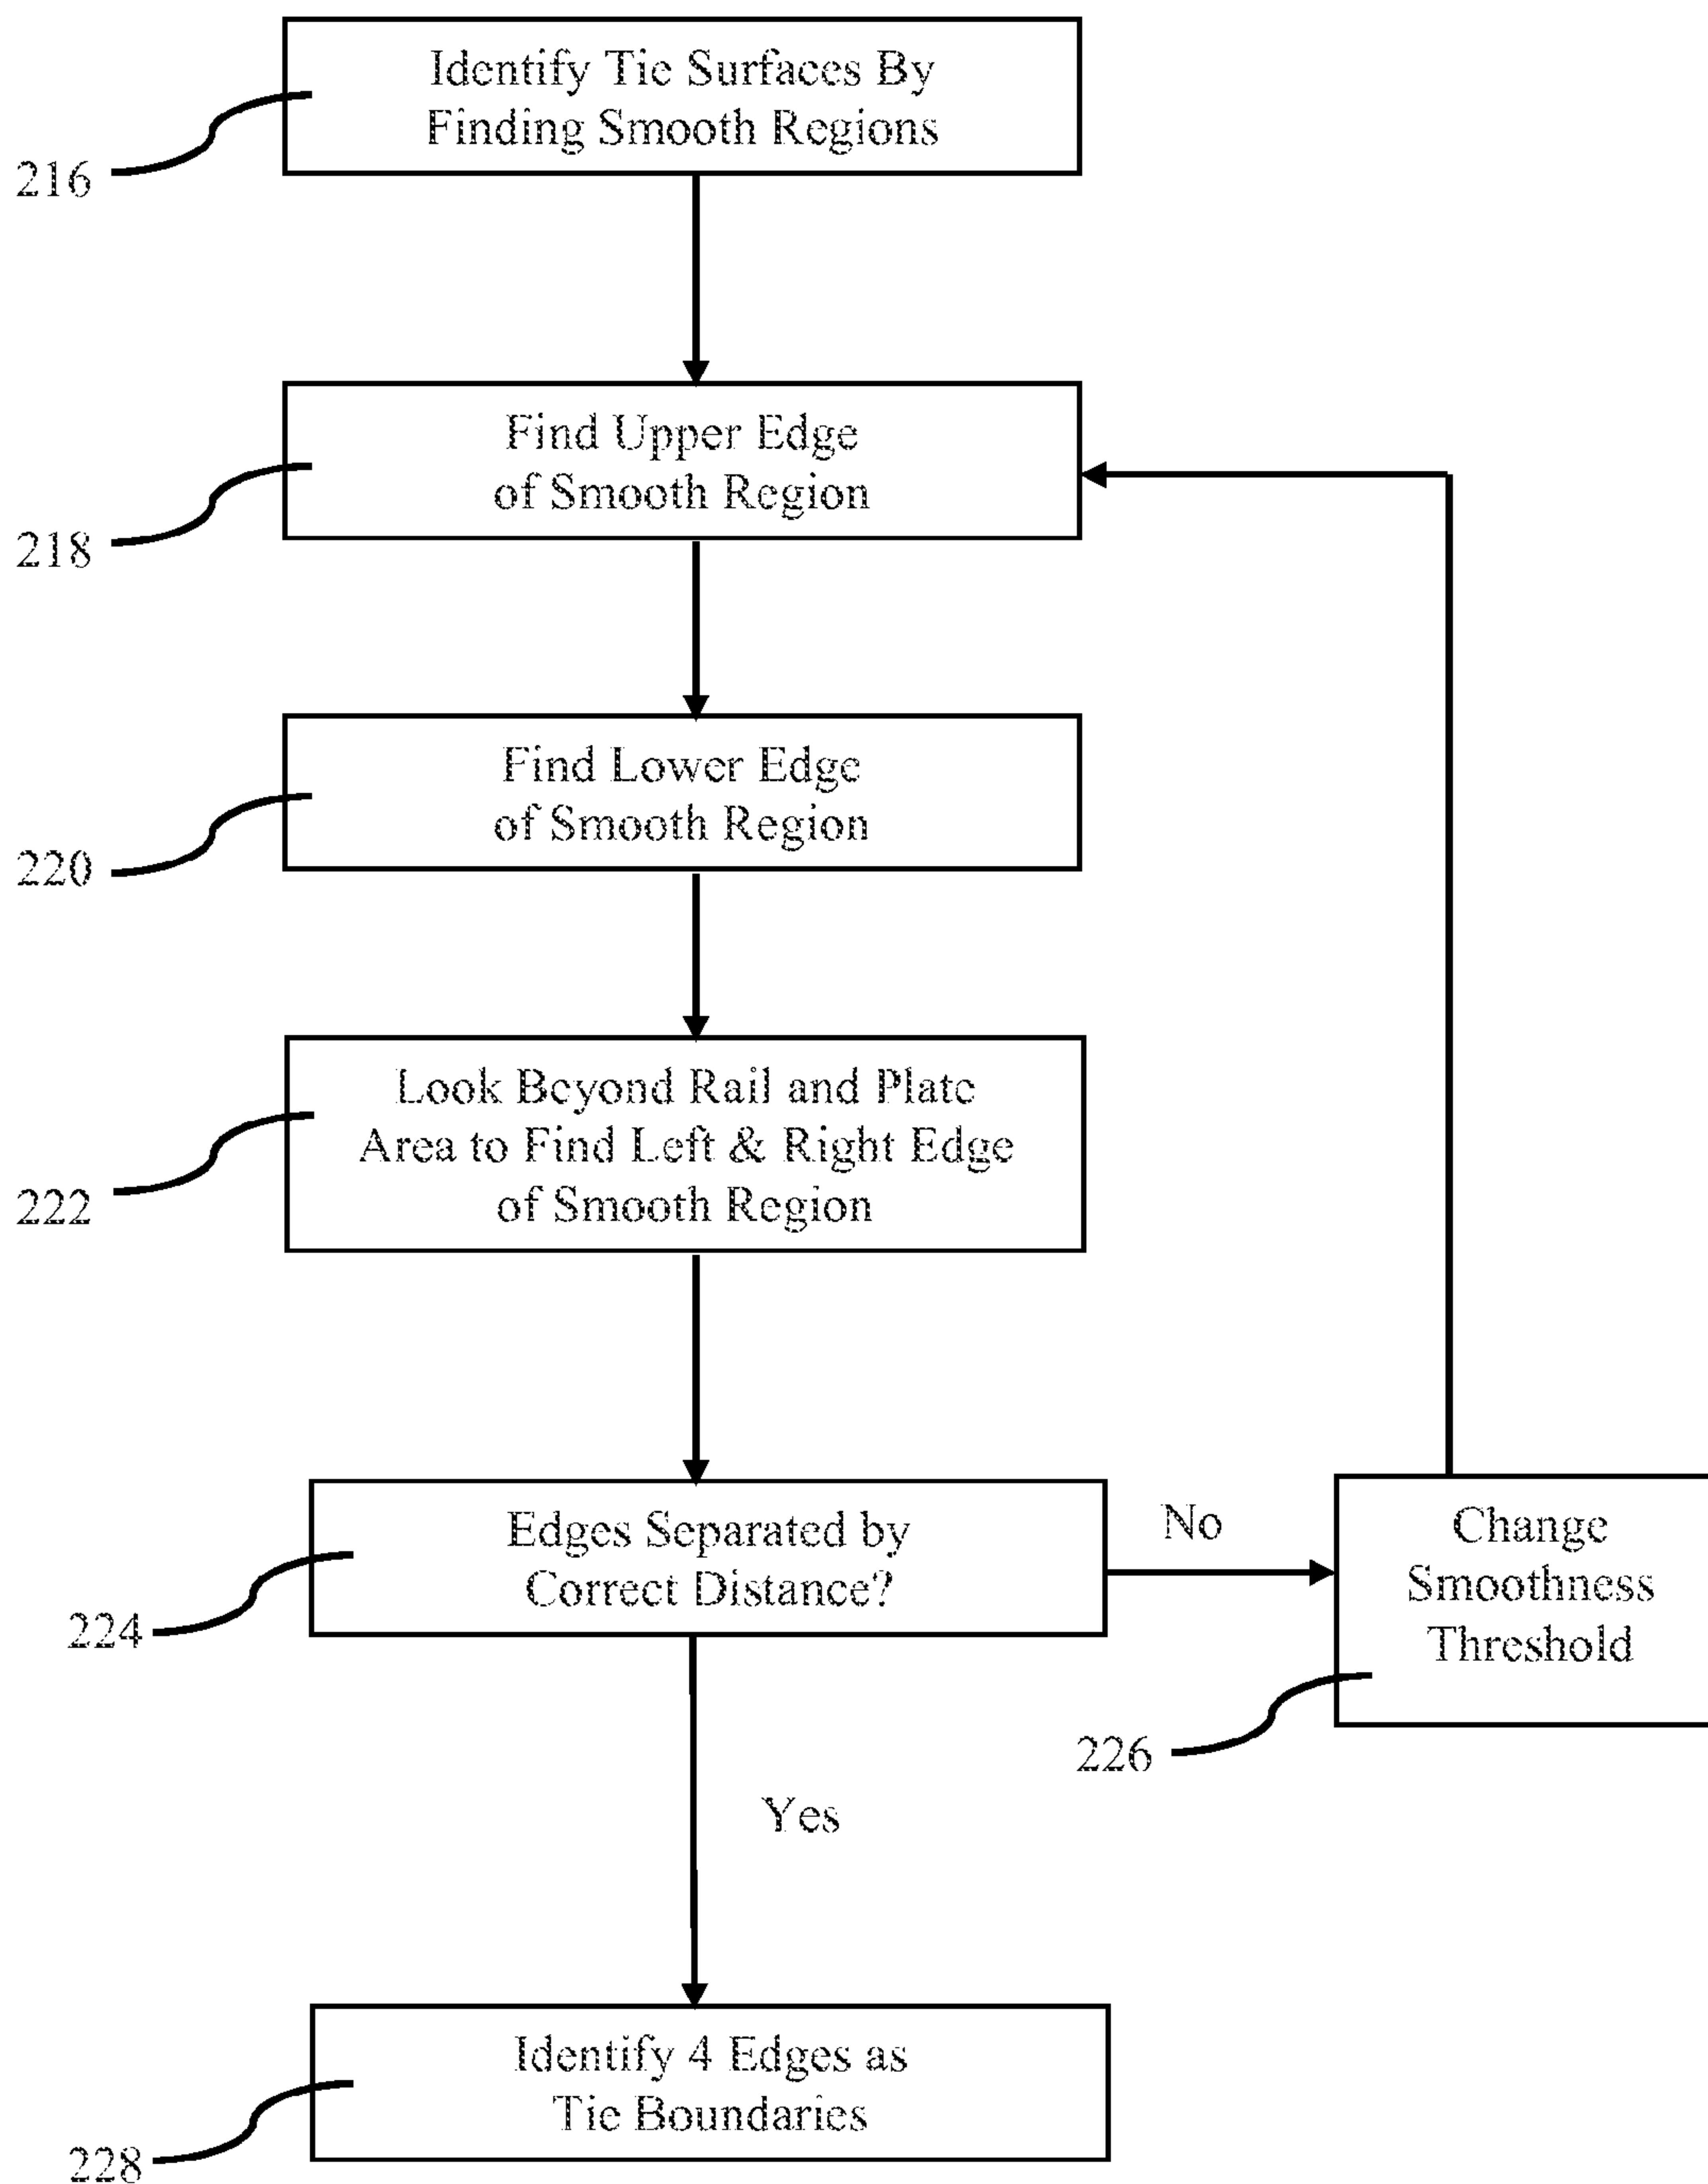 Identify Tie Surfaces By
Finding Smooth Regions
216
Find Upper Edge
of Smooth Region
218
Find Lower Edge
of Smooth Region
220
Look Beyond Rail and Plate
Area to Find Left & Right Edge
of Smooth Region
222
Edges Separated by
Correct Distance?
224
No
Change
Smoothness
Threshold
226
Yes
Identify 4 Edges as
Tie Boundaries
228